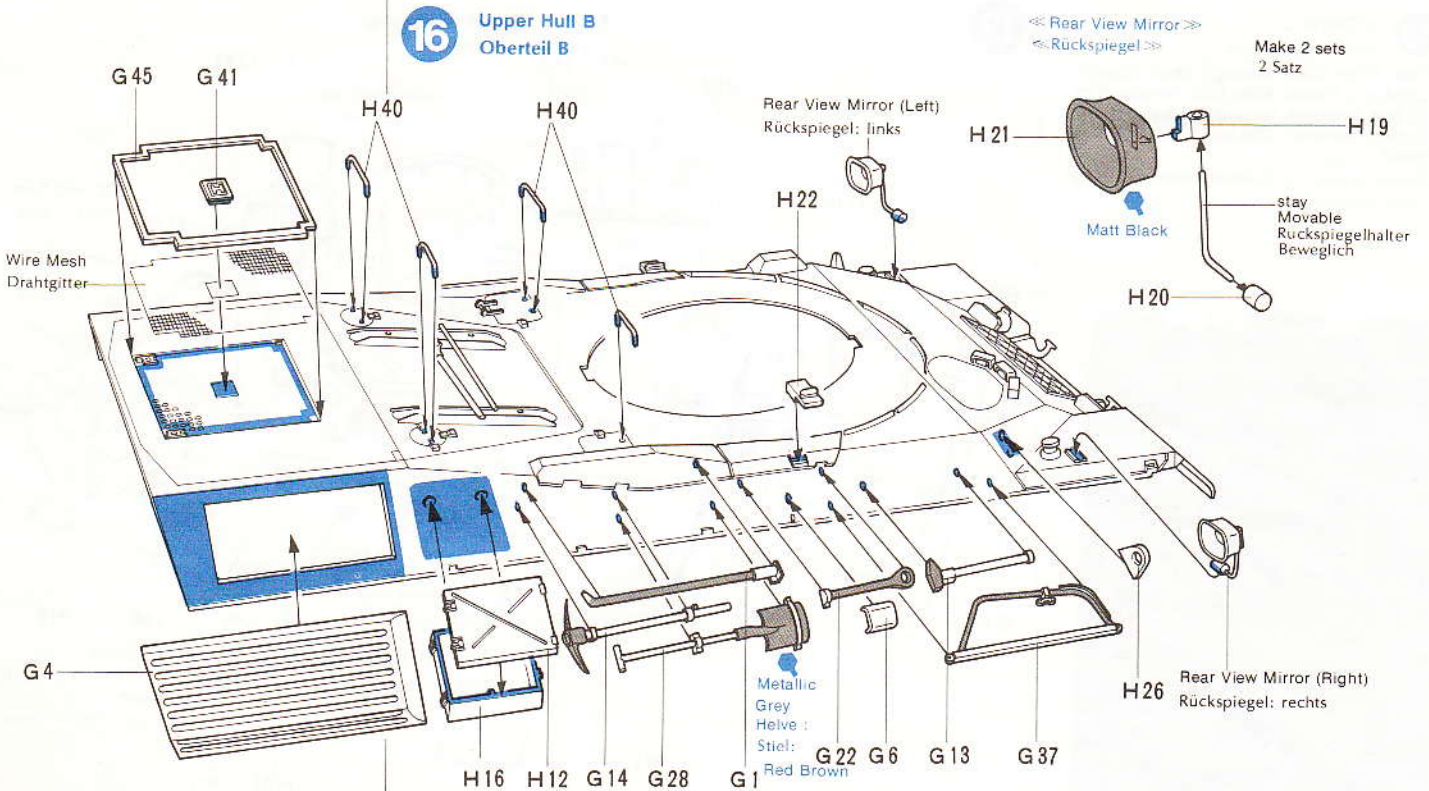 16
Upper Hull B
Oberteil B
≪Rear View Mirror≫
≪Rückspiegel≫
Make 2 sets
2 Satz
G45
G41
H40
H40
Rear View Mirror (Left)
Rückspiegel: links
H21
H19
H22
Matt Black
stay
Movable
Ruckspiegelhalter
Beweglich
H20
Wire Mesh
Drahtgitter
G4
Metallic
Grey
Helve :
Stiel:
Red Brown
H16
H12
G14
G28
G1
G22
G6
G13
G37
H26
Rear View Mirror (Right)
Rückspiegel: rechts